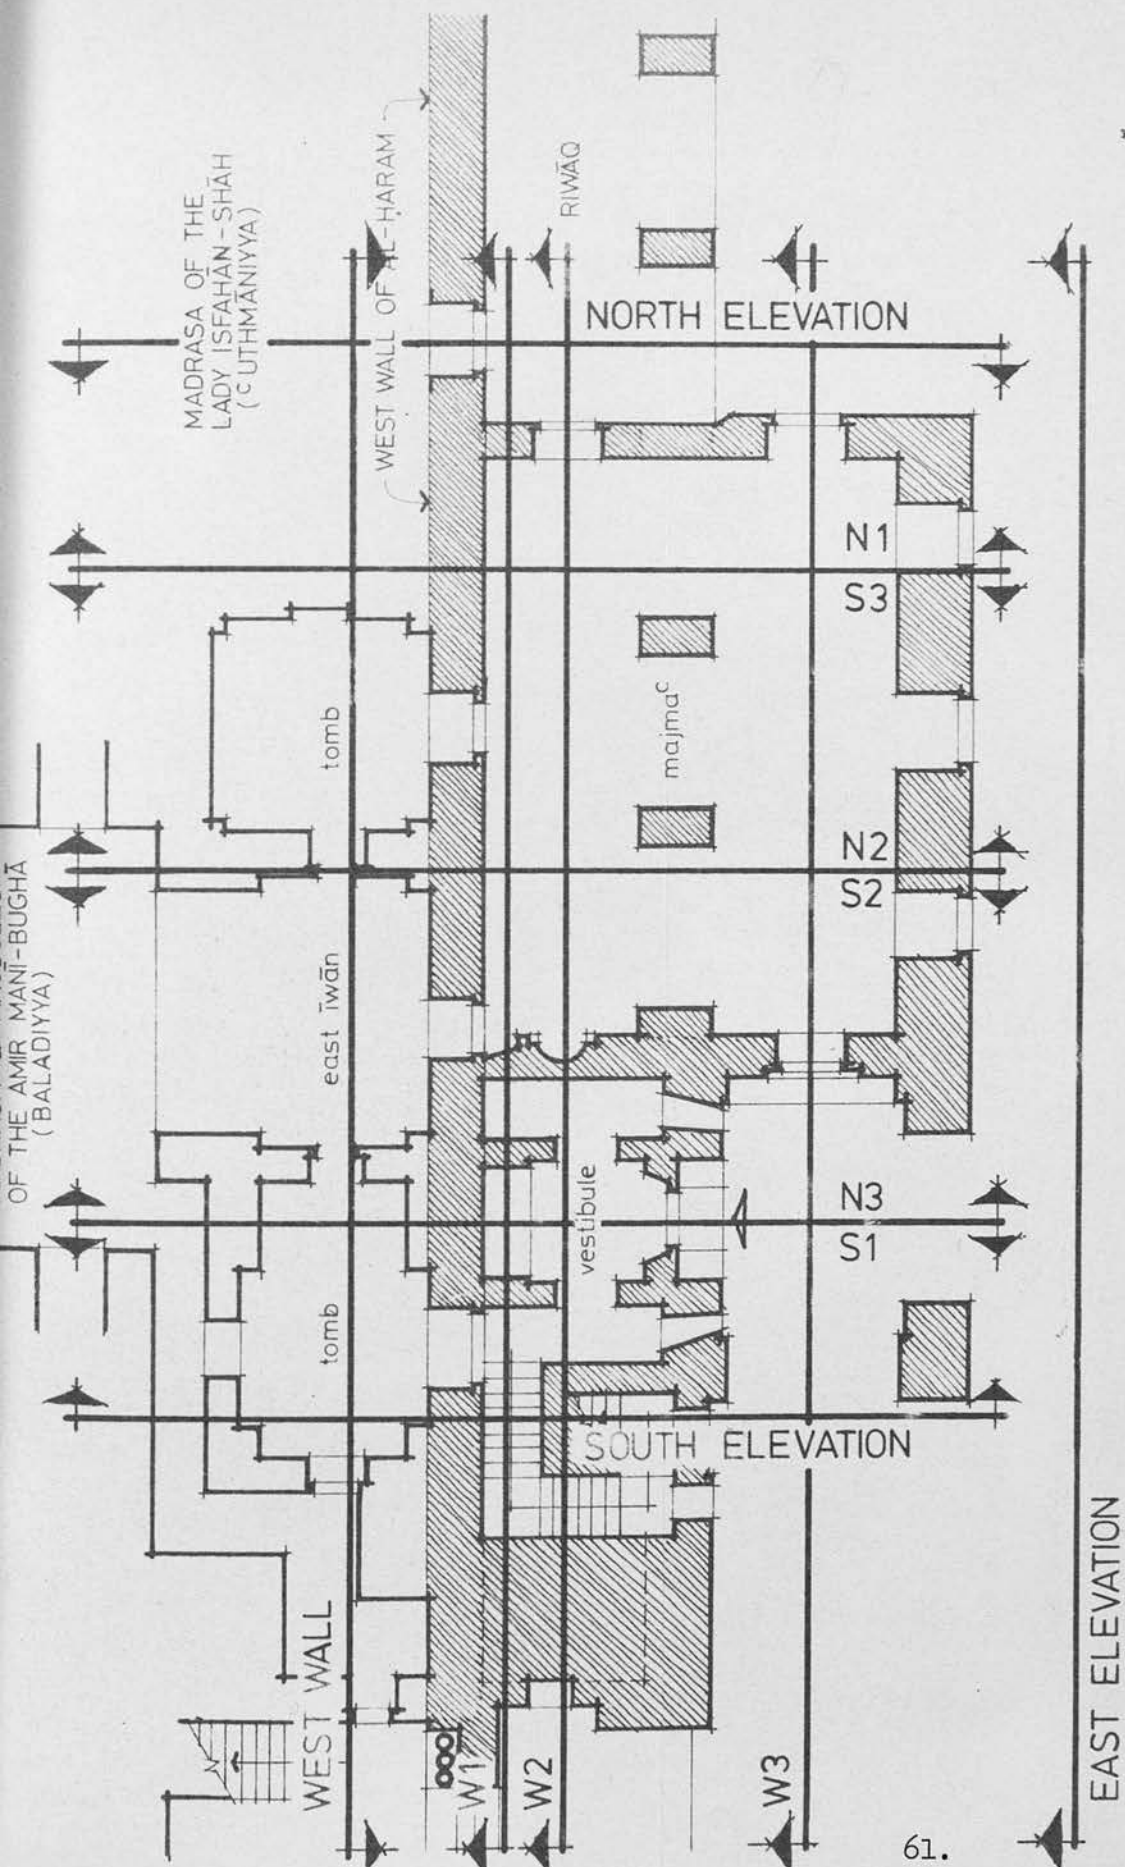 MADRASA OF THE
LADY ISFAHĀN-SHĀH
(ᶜUTHMĀNIYYA)
WEST WALL OF AL-ḤARAM
RIWĀQ
NORTH ELEVATION
N1
S3
tomb
majmaᶜ
OF THE AMIR MANĪ-BUGHĀ
(BALADIYYA)
N2
S2
east īwān
vestibule
N3
S1
tomb
SOUTH ELEVATION
WEST WALL
W1
W2
W3
EAST ELEVATION
61.